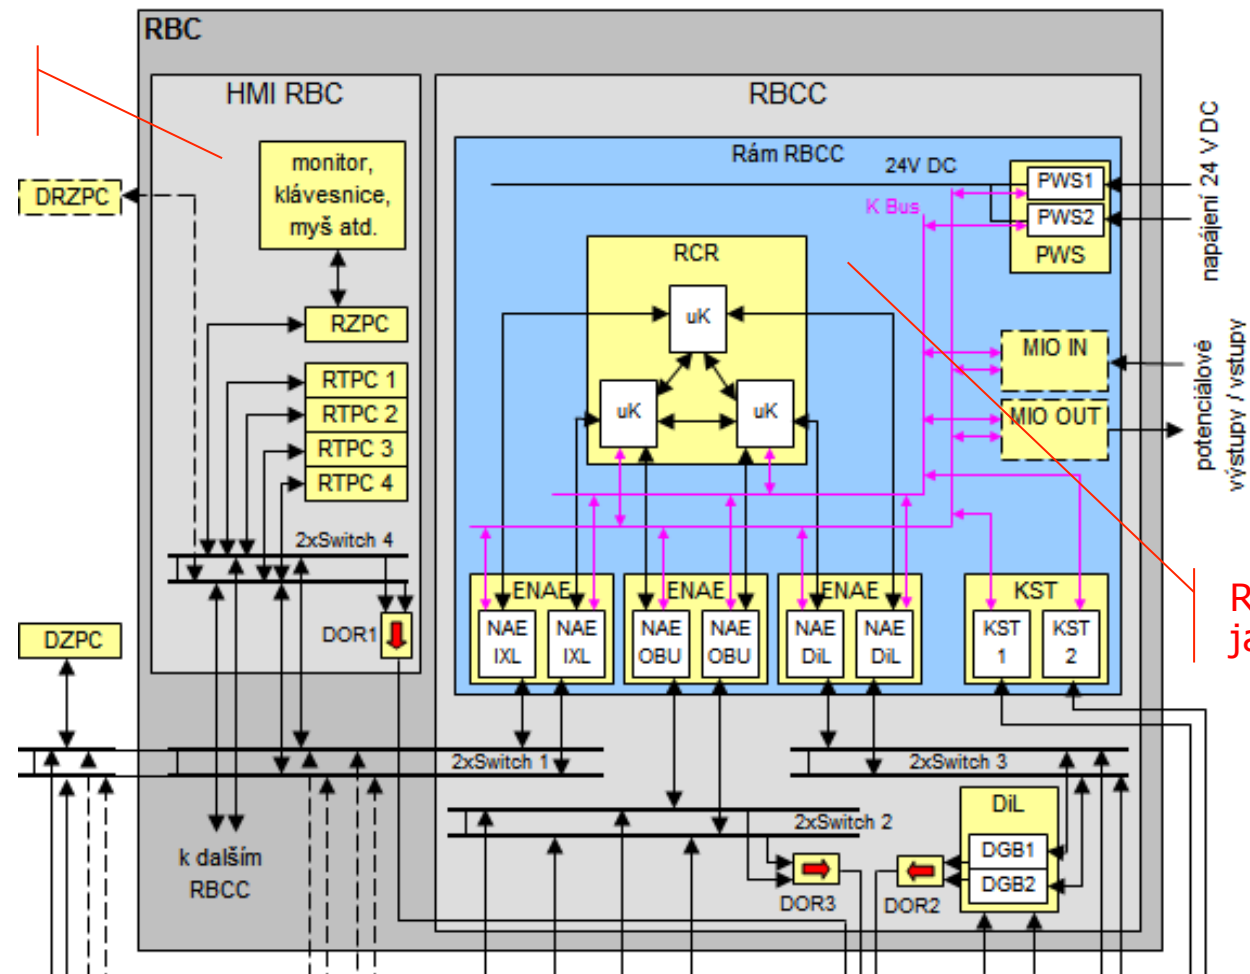 RBC
HMI RBC
RBCC
monitor,
klávesnice,
myš atd.
DRZPC
RZPC
RTPC 1
RTPC 2
RTPC 3
RTPC 4
2xSwitch 4
DOR1
DZPC
k dalším
RBCC
Rám RBCC
24V DC
K Bus
PWS1
PWS2
PWS
napájení 24 V DC
RCR
uK
uK
uK
MIO IN
MIO OUT
potenciálové
výstupy / vstupy
ENAE
ENAE
ENAE
KST
NAE
IXL
NAE
IXL
NAE
OBU
NAE
OBU
NAE
DiL
NAE
DiL
KST
1
KST
2
R
ja
2xSwitch 1
2xSwitch 3
2xSwitch 2
DiL
DGB1
DGB2
DOR3
DOR2